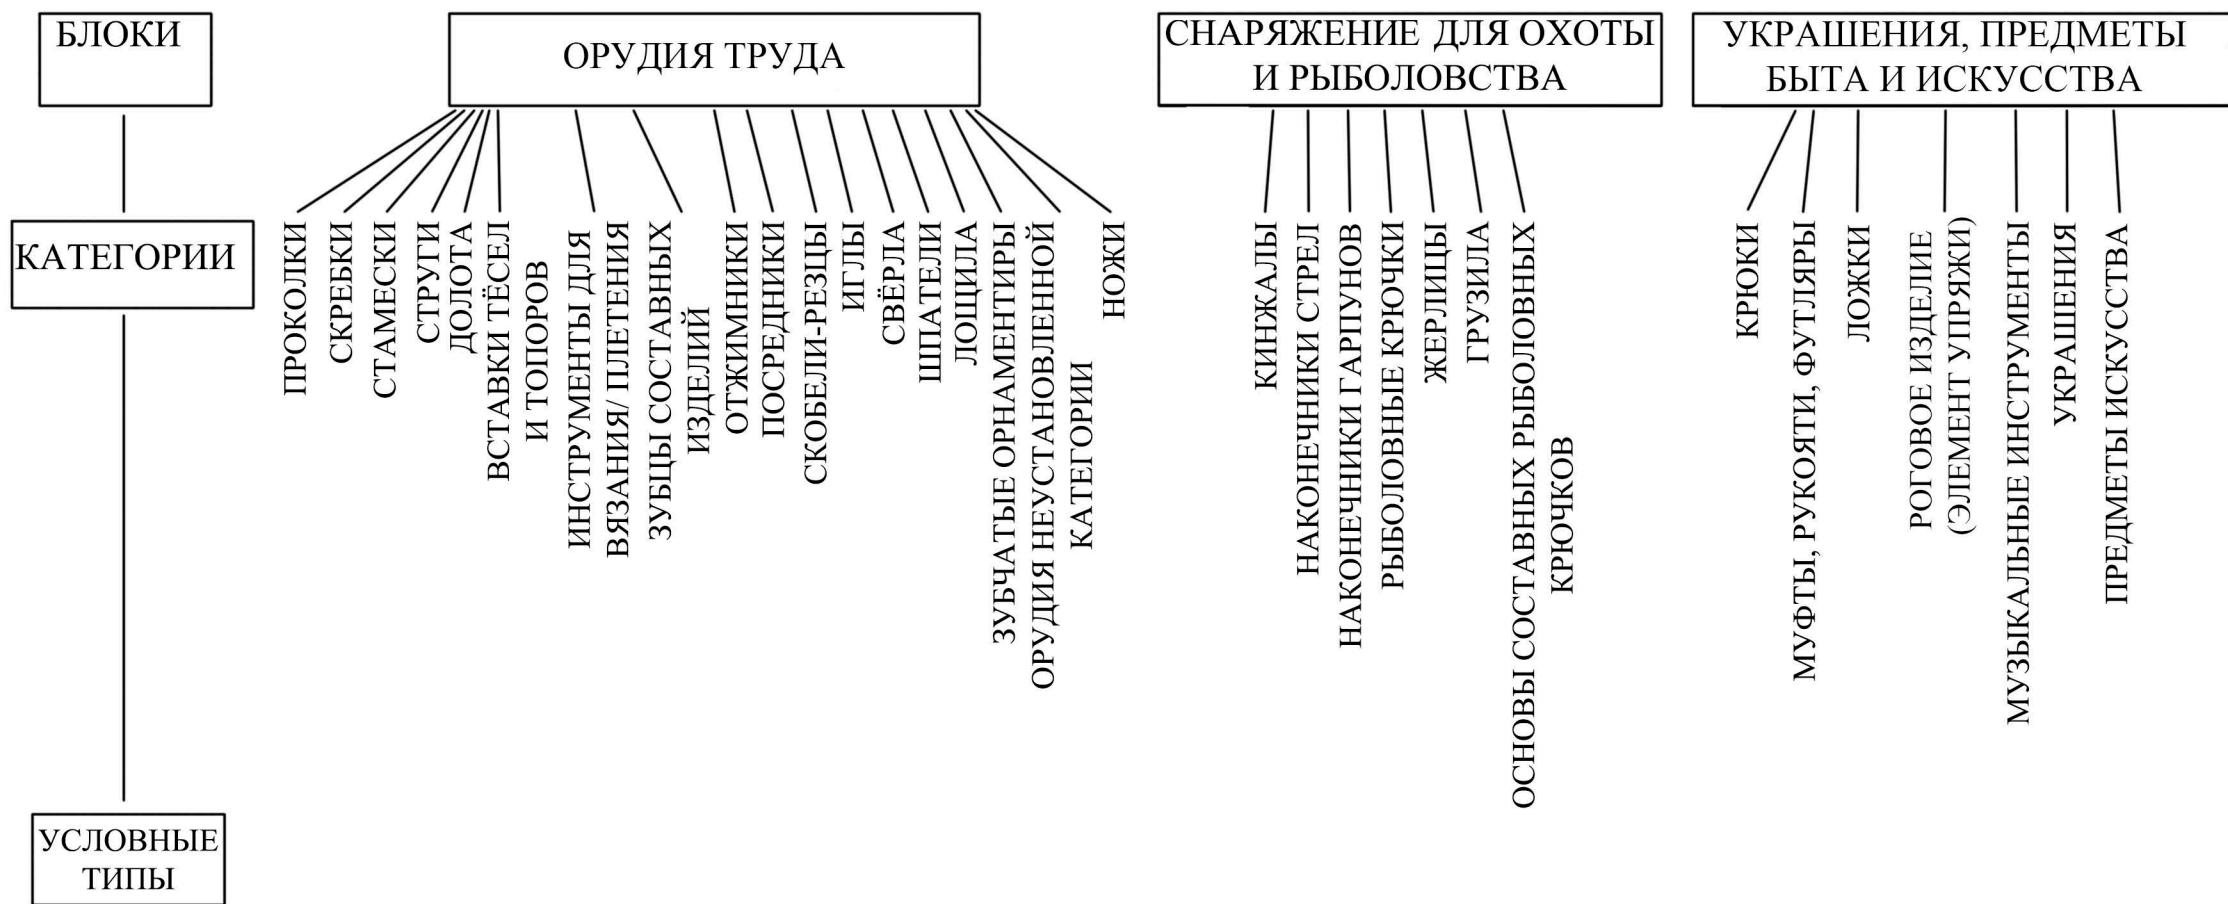 БЛОКИ
ОРУДИЯ ТРУДА
СНАРЯЖЕНИЕ ДЛЯ ОХОТЫ
И РЫБОЛОВСТВА
УКРАШЕНИЯ, ПРЕДМЕТЫ
БЫТА И ИСКУССТВА
КАТЕГОРИИ
ПРОКОЛКИ
СКРЕБКИ
СТАМЕСКИ
СТРУГИ
ДОЛОТА
ВСТАВКИ ТЁСЕЛ
И ТОПОРОВ
ИНСТРУМЕНТЫ ДЛЯ
ВЯЗАНИЯ/ ПЛЕТЕНИЯ
ЗУБЦЫ СОСТАВНЫХ
ИЗДЕЛИЙ
ОТЖИМНИКИ
ПОСРЕДНИКИ
СКОБЕЛИ-РЕЗЦЫ
ИГЛЫ
СВЁРЛА
ШПАТЕЛИ
ЛОЩИЛА
ЗУБЧАТЫЕ ОРНАМЕНТИРЫ
ОРУДИЯ НЕУСТАНОВЛЕННОЙ
КАТЕГОРИИ
НОЖИ
КИНЖАЛЫ
НАКОНЕЧНИКИ СТРЕЛ
НАКОНЕЧНИКИ ГАРПУНОВ
РЫБОЛОВНЫЕ КРЮЧКИ
ЖЕРЛИЦЫ
ГРУЗИЛА
ОСНОВЫ СОСТАВНЫХ РЫБОЛОВНЫХ
КРЮЧКОВ
КРЮКИ
МУФТЫ, РУКОЯТИ, ФУТЛЯРЫ
ЛОЖКИ
РОГОВОЕ ИЗДЕЛИЕ
(ЭЛЕМЕНТ УПРЯЖКИ)
МУЗЫКАЛЬНЫЕ ИНСТРУМЕНТЫ
УКРАШЕНИЯ
ПРЕДМЕТЫ ИСКУССТВА
УСЛОВНЫЕ
ТИПЫ